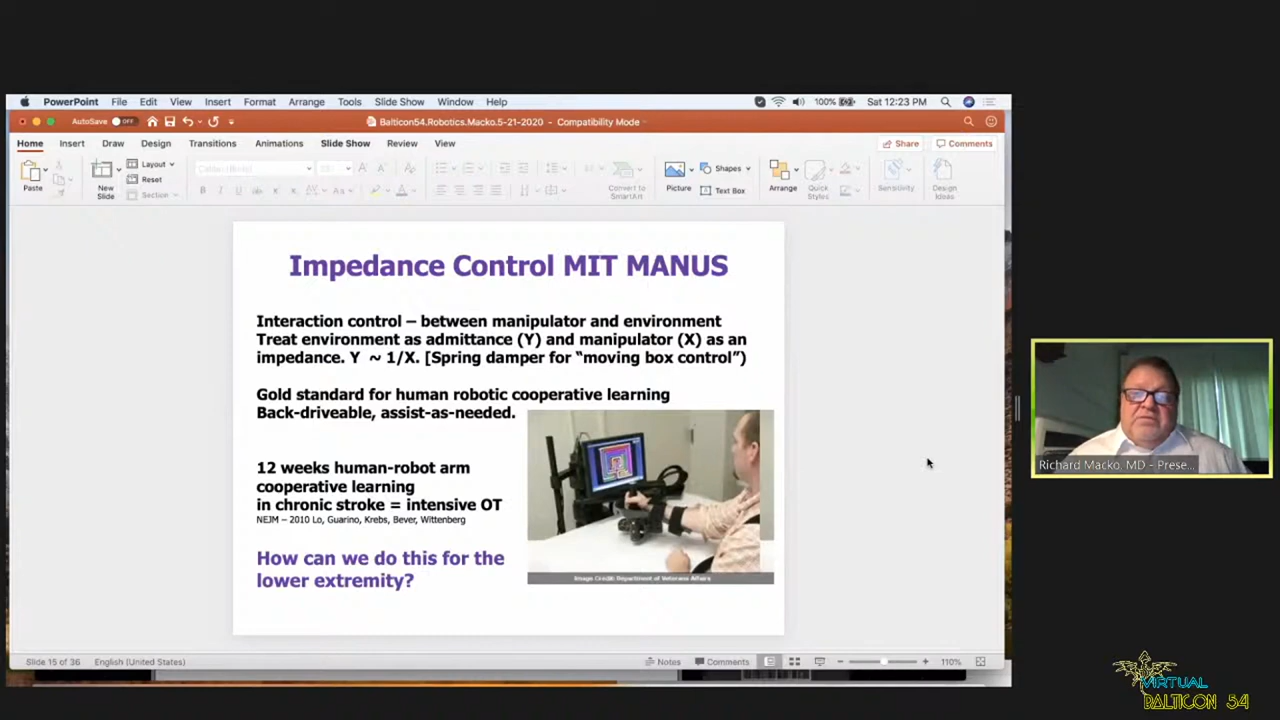 PowerPoint File Edit View Insert Format Arrange Tools Slide Show Window Help 100% Sat 12:23 PM
AutoSave OFF Balticon54.Robotics.Macko.5-21-2020 - Compatibility Mode
Home Insert Draw Design Transitions Animations Slide Show Review View Share Comments
Paste New Slide Layout Reset Section Convert to SmartArt Picture Shapes Text Box Arrange Quick Styles Sensitivity Design Ideas
Impedance Control MIT MANUS
Interaction control – between manipulator and environment
Treat environment as admittance (Y) and manipulator (X) as an
impedance. Y ~ 1/X. [Spring damper for “moving box control”)
Gold standard for human robotic cooperative learning
Back-driveable, assist-as-needed.
12 weeks human-robot arm
cooperative learning
in chronic stroke = intensive OT
NEJM – 2010 Lo, Guarino, Krebs, Bever, Wittenberg
How can we do this for the
lower extremity?
Image Credit: Department of Veterans Affairs
Richard Macko, MD - Prese...
Slide 15 of 36 English (United States) Notes Comments 110%
VIRTUAL
BALTICON 54